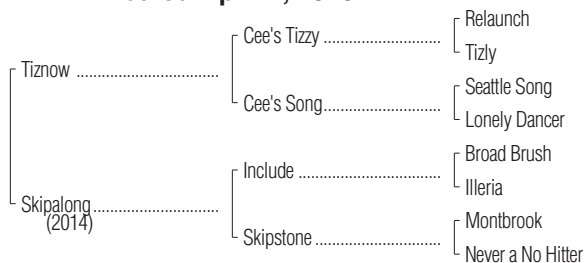 Relaunch
Cee's Tizzy
Tizly
Tiznow
Seattle Song
Cee's Song
Lonely Dancer
Broad Brush
Include
Illeria
Skipalong
(2014)
Montbrook
Skipstone
Never a No Hitter